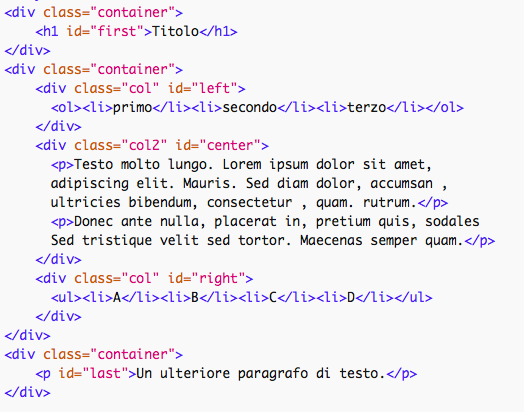 <div class="container">
<h1 id="first">Titolo</h1>
</div>
<div class="container">
<div class="col" id="left">
<ol><li>primo</li><li>secondo</li><li>terzo</li></ol>
</div>
<div class="col2" id="center">
<p>Testo molto lungo. Lorem ipsum dolor sit amet,
adipiscing elit. Mauris. Sed diam dolor, accumsan ,
ultricies bibendum, consectetur , quam. rutrum.</p>
<p>Donec ante nulla, placerat in, pretium quis, sodales
Sed tristique velit sed tortor. Maecenas semper quam.</p>
</div>
<div class="col" id="right">
<ul><li>A</li><li>B</li><li>C</li><li>D</li></ul>
</div>
</div>
<div class="container">
<p id="last">Un ulteriore paragrafo di testo.</p>
</div>